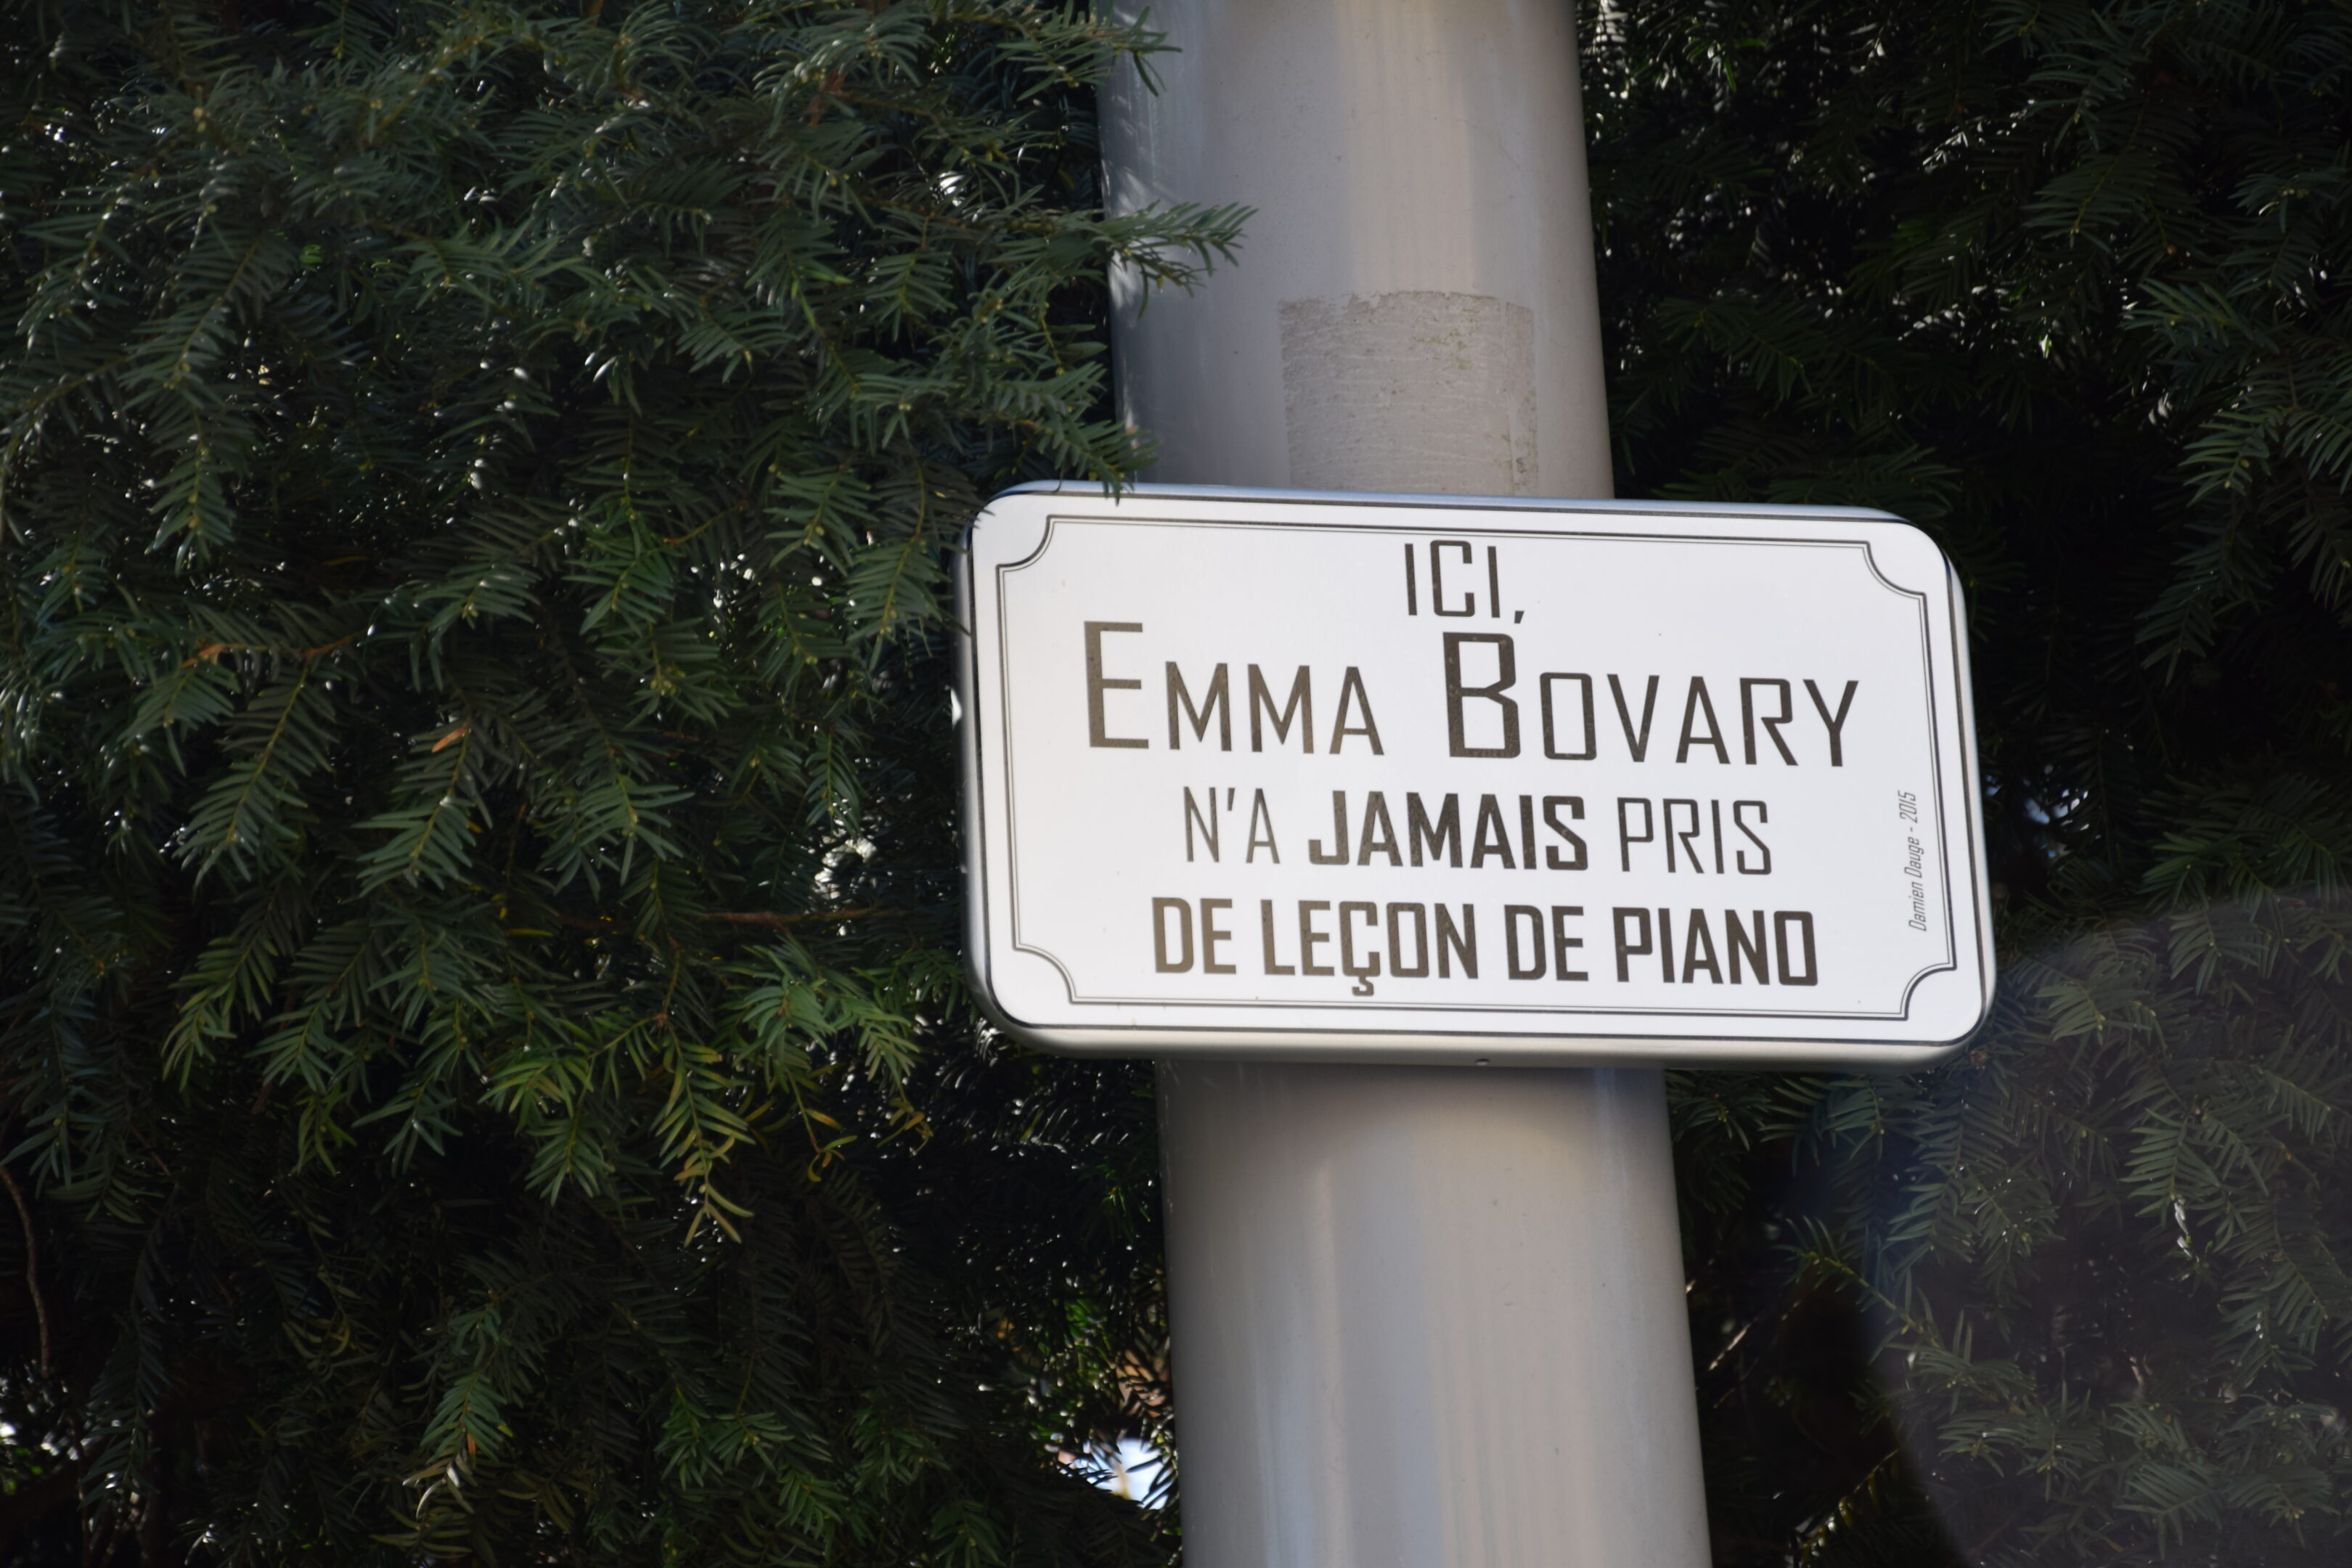 ICI,
EMMA BOVARY
N'A JAMAIS PRIS
DE LEÇON DE PIANO
Damien Dauge - 2015